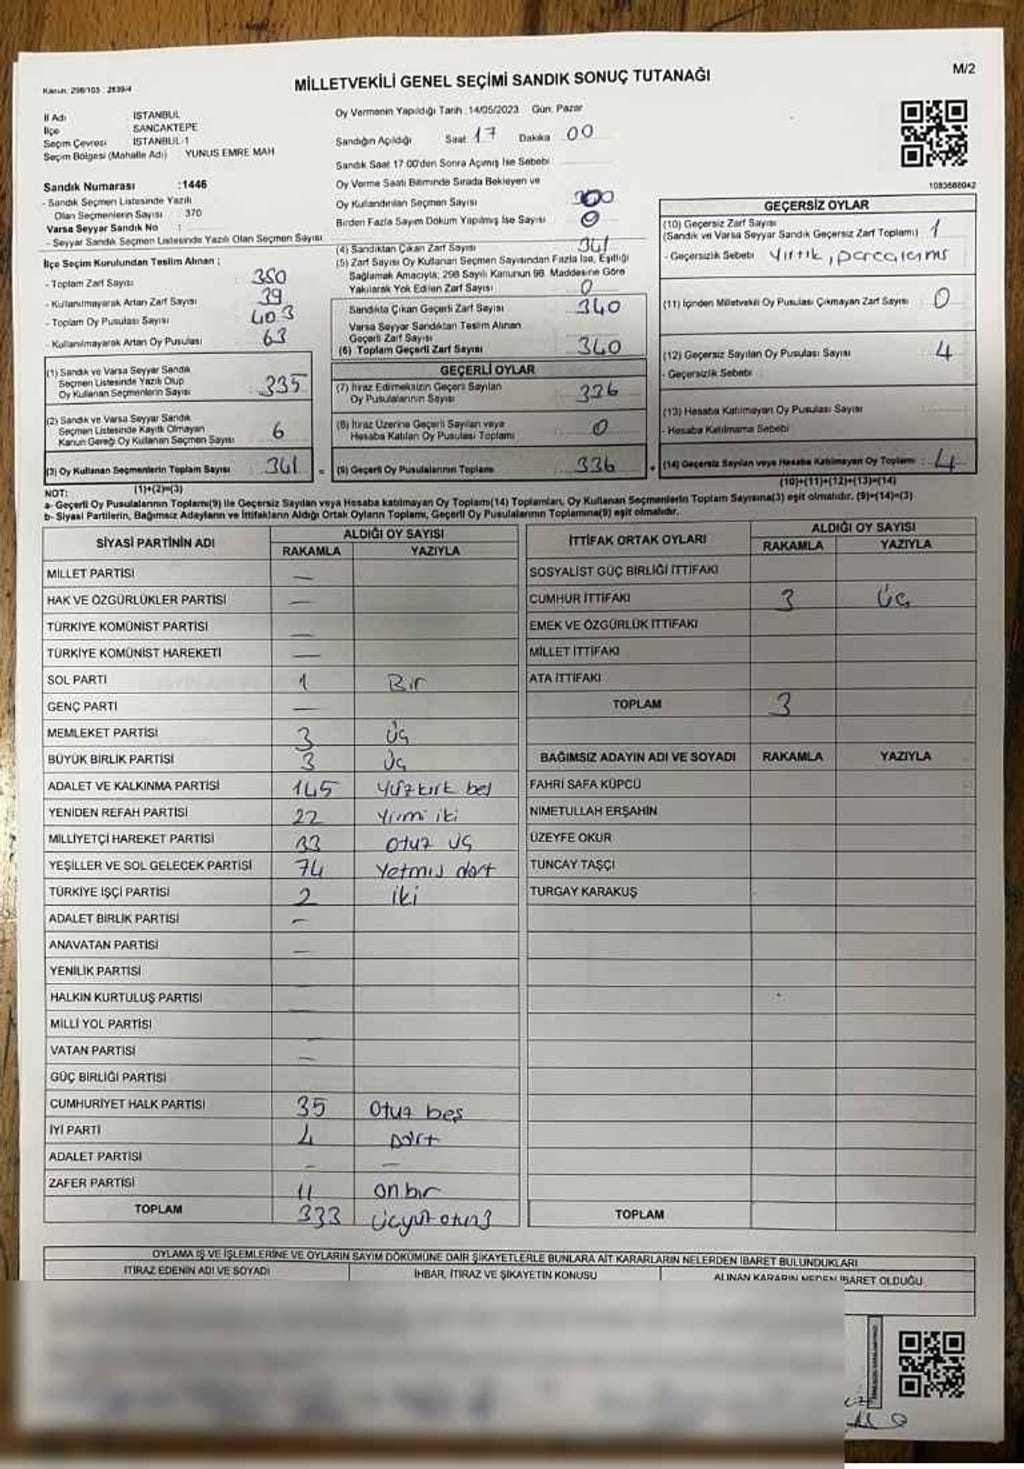 Kanun: 298/105 : 2839/4
MİLLETVEKİLİ GENEL SEÇİMİ SANDIK SONUÇ TUTANAĞI
M/2
İl Adı İSTANBUL
İlçe SANCAKTEPE
Seçim Çevresi İSTANBUL-1
Seçim Bölgesi (Mahalle Adı) YUNUS EMRE MAH
Sandık Numarası :1446
- Sandık Seçmen Listesinde Yazılı
Olan Seçmenlerin Sayısı : 370
Varsa Seyyar Sandık No :
- Seyyar Sandık Seçmen Listesinde Yazılı Olan Seçmen Sayısı
İlçe Seçim Kurulundan Teslim Alınan ;
- Toplam Zarf Sayısı 380
- Kullanılmayarak Artan Zarf Sayısı 39
- Toplam Oy Pusulası Sayısı 403
- Kullanılmayarak Artan Oy Pusulası 63
(1) Sandık ve Varsa Seyyar Sandık
Seçmen Listesinde Yazılı Olup
Oy Kullanan Seçmenlerin Sayısı 335
(2) Sandık ve Varsa Seyyar Sandık
Seçmen Listesinde Kayıtlı Olmayan
Kanun Gereği Oy Kullanan Seçmen Sayısı 6
(3) Oy Kullanan Seçmenlerin Toplam Sayısı 341 =
(1)+(2)=(3)
Oy Vermenin Yapıldığı Tarih : 14/05/2023 Gün: Pazar
Sandığın Açıldığı Saat 17 Dakika 00
Sandık Saat 17:00'den Sonra Açımış İse Sebebi
Oy Verme Saati Bitiminde Sırada Bekleyen ve
Oy Kullandırılan Seçmen Sayısı
Birden Fazla Sayım Döküm Yapılmış İse Sayısı 0
(4) Sandıktan Çıkan Zarf Sayısı 341
(5) Zarf Sayısı Oy Kullanan Seçmen Sayısından Fazla İse, Eşitliği
Sağlamak Amacıyla; 298 Sayılı Kanunun 98. Maddesine Göre
Yakılarak Yok Edilen Zarf Sayısı 0
Sandıkta Çıkan Geçerli Zarf Sayısı 340
Varsa Seyyar Sandıktan Teslim Alınan
Geçerli Zarf Sayısı
(6) Toplam Geçerli Zarf Sayısı 340
GEÇERLİ OYLAR
(7) İtiraz Edilmeksizin Geçerli Sayılan
Oy Pusulalarının Sayısı 336
(8) İtiraz Üzerine Geçerli Sayılan veya
Hesaba Katılan Oy Pusulası Toplamı 0
(9) Geçerli Oy Pusulalarının Toplamı 336 +
1083688042
GEÇERSİZ OYLAR
(10) Geçersiz Zarf Sayısı 1
(Sandık ve Varsa Seyyar Sandık Geçersiz Zarf Toplamı)
- Geçersizlik Sebebi Yırtık, parçalanmış
(11) İçinden Milletvekili Oy Pusulası Çıkmayan Zarf Sayısı 0
(12) Geçersiz Sayılan Oy Pusulası Sayısı 4
- Geçersizlik Sebebi
(13) Hesaba Katılmayan Oy Pusulası Sayısı
- Hesaba Katılmama Sebebi
(14) Geçersiz Sayılan veya Hesaba Katılmayan Oy Toplamı : 4
(10)+(11)+(12)+(13)=(14)
NOT:
a- Geçerli Oy Pusulalarının Toplamı(9) ile Geçersiz Sayılan veya Hesaba katılmayan Oy Toplamı(14) Toplamları, Oy Kullanan Seçmenlerin Toplam Sayısına(3) eşit olmalıdır. (9)+(14)=(3)
b- Siyasi Partilerin, Bağımsız Adayların ve İttifakların Aldığı Ortak Oyların Toplamı, Geçerli Oy Pusulalarının Toplamına(9) eşit olmalıdır.
SİYASİ PARTİNİN ADI ALDIĞI OY SAYISI
RAKAMLA YAZIYLA
MİLLET PARTİSİ —
HAK VE ÖZGÜRLÜKLER PARTİSİ —
TÜRKİYE KOMÜNİST PARTİSİ —
TÜRKİYE KOMÜNİST HAREKETİ —
SOL PARTİ 1 Bir
GENÇ PARTİ —
MEMLEKET PARTİSİ 3 Üç
BÜYÜK BİRLİK PARTİSİ 3 Üç
ADALET VE KALKINMA PARTİSİ 145 Yüzkırk beş
YENİDEN REFAH PARTİSİ 22 Yirmi iki
MİLLİYETÇİ HAREKET PARTİSİ 33 Otuz üç
YEŞİLLER VE SOL GELECEK PARTİSİ 74 Yetmiş dört
TÜRKİYE İŞÇİ PARTİSİ 2 İki
ADALET BİRLİK PARTİSİ —
ANAVATAN PARTİSİ —
YENİLİK PARTİSİ
HALKIN KURTULUŞ PARTİSİ —
MİLLİ YOL PARTİSİ
VATAN PARTİSİ —
GÜÇ BİRLİĞİ PARTİSİ
CUMHURİYET HALK PARTİSİ 35 Otuz beş
İYİ PARTİ 4 Dört
ADALET PARTİSİ — —
ZAFER PARTİSİ 11 On bir
TOPLAM 333 Üçyüz otuz3
İTTİFAK ORTAK OYLARI ALDIĞI OY SAYISI
RAKAMLA YAZIYLA
SOSYALİST GÜÇ BİRLİĞİ İTTİFAKI
CUMHUR İTTİFAKI 3 Üç
EMEK VE ÖZGÜRLÜK İTTİFAKI
MİLLET İTTİFAKI
ATA İTTİFAKI
TOPLAM 3
BAĞIMSIZ ADAYIN ADI VE SOYADI RAKAMLA YAZIYLA
FAHRİ SAFA KÜPCÜ
NİMETULLAH ERŞAHİN
ÜZEYFE OKUR
TUNCAY TAŞÇI
TURGAY KARAKUŞ
TOPLAM
OYLAMA İŞ VE İŞLEMLERİNE VE OYLARIN SAYIM DÖKÜMÜNE DAİR ŞİKAYETLERLE BUNLARA AİT KARARLARIN NELERDEN İBARET BULUNDUKLARI
İTİRAZ EDENİN ADI VE SOYADI İHBAR, İTİRAZ VE ŞİKAYETİN KONUSU ALINAN KARARIN NEDEN İBARET OLDUĞU